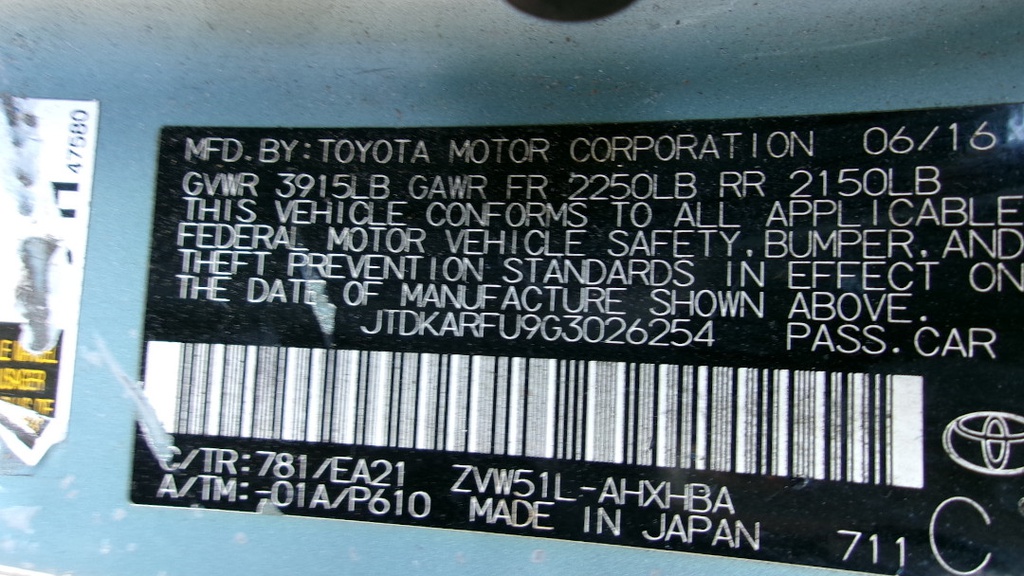 47580
MFD. BY: TOYOTA MOTOR CORPORATION 06/16
GVWR 3915LB GAWR FR 2250LB RR 2150LB
THIS VEHICLE CONFORMS TO ALL APPLICABLE
FEDERAL MOTOR VEHICLE SAFETY, BUMPER, AND
THEFT PREVENTION STANDARDS IN EFFECT ON
THE DATE OF MANUFACTURE SHOWN ABOVE.
JTDKARFU9G3026254 PASS. CAR
C/TR: 781/EA21 ZVW51L-AHXHBA
A/TM: -01A/P610 MADE IN JAPAN
711 C